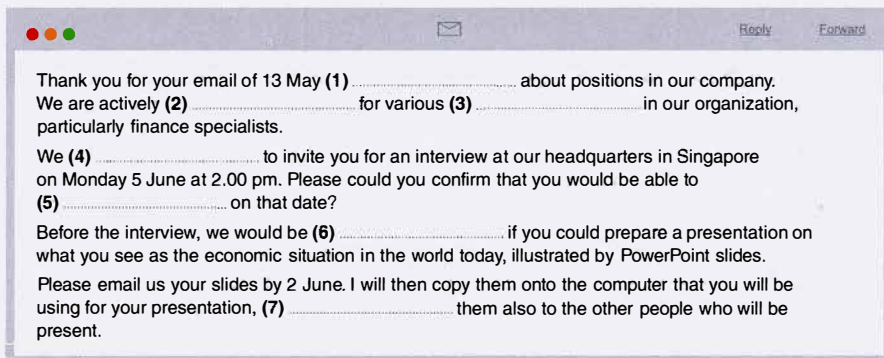 Reply Forward
Thank you for your email of 13 May (1) ........................ about positions in our company.
We are actively (2) ........................ for various (3) ........................ in our organization,
particularly finance specialists.
We (4) ........................ to invite you for an interview at our headquarters in Singapore
on Monday 5 June at 2.00 pm. Please could you confirm that you would be able to
(5) ........................ on that date?
Before the interview, we would be (6) ........................ if you could prepare a presentation on
what you see as the economic situation in the world today, illustrated by PowerPoint slides.
Please email us your slides by 2 June. I will then copy them onto the computer that you will be
using for your presentation, (7) ........................ them also to the other people who will be
present.